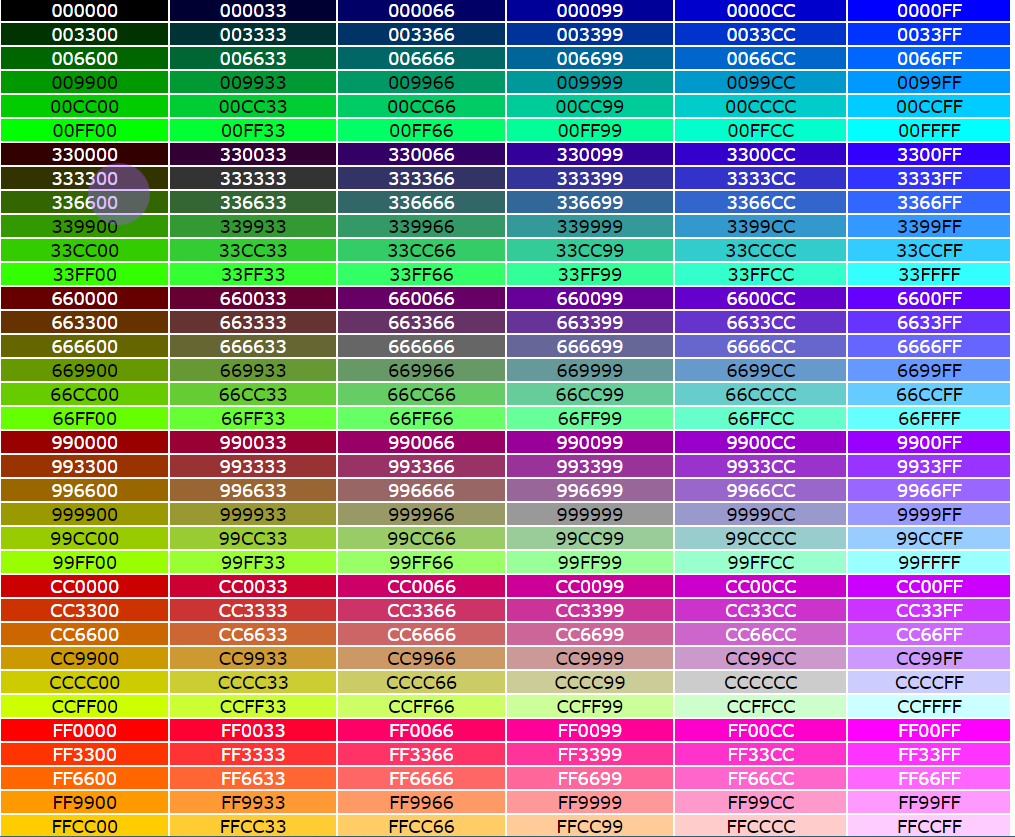 000000 000033 000066 000099 0000CC 0000FF
003300 003333 003366 003399 0033CC 0033FF
006600 006633 006666 006699 0066CC 0066FF
009900 009933 009966 009999 0099CC 0099FF
00CC00 00CC33 00CC66 00CC99 00CCCC 00CCFF
00FF00 00FF33 00FF66 00FF99 00FFCC 00FFFF
330000 330033 330066 330099 3300CC 3300FF
333300 333333 333366 333399 3333CC 3333FF
336600 336633 336666 336699 3366CC 3366FF
339900 339933 339966 339999 3399CC 3399FF
33CC00 33CC33 33CC66 33CC99 33CCCC 33CCFF
33FF00 33FF33 33FF66 33FF99 33FFCC 33FFFF
660000 660033 660066 660099 6600CC 6600FF
663300 663333 663366 663399 6633CC 6633FF
666600 666633 666666 666699 6666CC 6666FF
669900 669933 669966 669999 6699CC 6699FF
66CC00 66CC33 66CC66 66CC99 66CCCC 66CCFF
66FF00 66FF33 66FF66 66FF99 66FFCC 66FFFF
990000 990033 990066 990099 9900CC 9900FF
993300 993333 993366 993399 9933CC 9933FF
996600 996633 996666 996699 9966CC 9966FF
999900 999933 999966 999999 9999CC 9999FF
99CC00 99CC33 99CC66 99CC99 99CCCC 99CCFF
99FF00 99FF33 99FF66 99FF99 99FFCC 99FFFF
CC0000 CC0033 CC0066 CC0099 CC00CC CC00FF
CC3300 CC3333 CC3366 CC3399 CC33CC CC33FF
CC6600 CC6633 CC6666 CC6699 CC66CC CC66FF
CC9900 CC9933 CC9966 CC9999 CC99CC CC99FF
CCCC00 CCCC33 CCCC66 CCCC99 CCCCCC CCCCFF
CCFF00 CCFF33 CCFF66 CCFF99 CCFFCC CCFFFF
FF0000 FF0033 FF0066 FF0099 FF00CC FF00FF
FF3300 FF3333 FF3366 FF3399 FF33CC FF33FF
FF6600 FF6633 FF6666 FF6699 FF66CC FF66FF
FF9900 FF9933 FF9966 FF9999 FF99CC FF99FF
FFCC00 FFCC33 FFCC66 FFCC99 FFCCCC FFCCFF